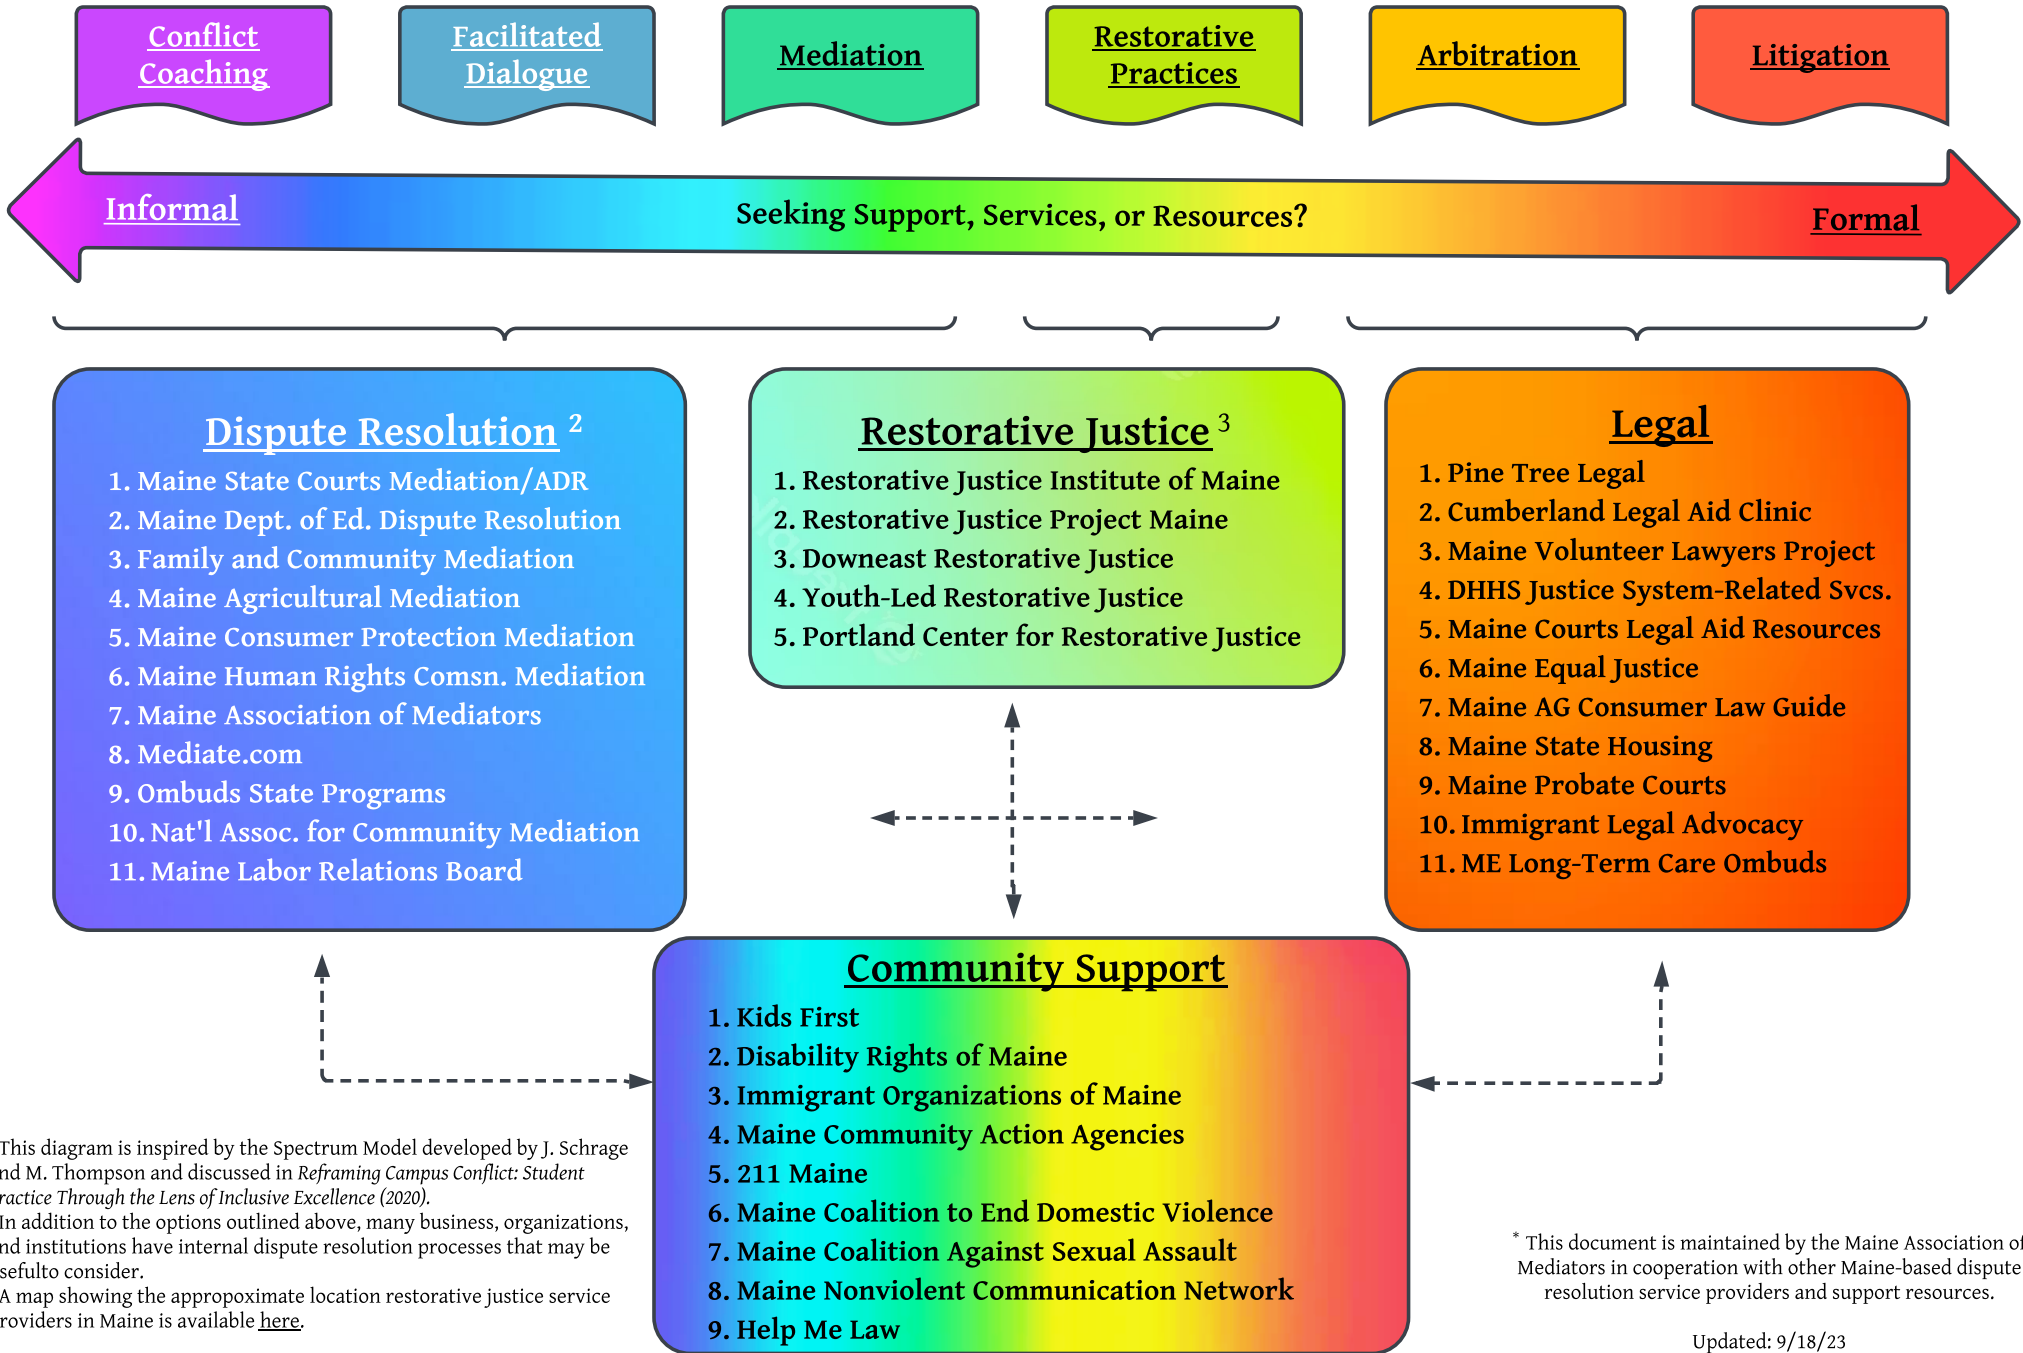 Conflict
Coaching
Facilitated
Dialogue
Mediation
Restorative
Practices
Arbitration
Litigation
Informal
Seeking Support, Services, or Resources?
Formal
Dispute Resolution 2
1. Maine State Courts Mediation/ADR
2. Maine Dept. of Ed. Dispute Resolution
3. Family and Community Mediation
4. Maine Agricultural Mediation
5. Maine Consumer Protection Mediation
6. Maine Human Rights Comsn. Mediation
7. Maine Association of Mediators
8. Mediate.com
9. Ombuds State Programs
10. Nat'l Assoc. for Community Mediation
11. Maine Labor Relations Board
Restorative Justice 3
1. Restorative Justice Institute of Maine
2. Restorative Justice Project Maine
3. Downeast Restorative Justice
4. Youth-Led Restorative Justice
5. Portland Center for Restorative Justice
Legal
1. Pine Tree Legal
2. Cumberland Legal Aid Clinic
3. Maine Volunteer Lawyers Project
4. DHHS Justice System-Related Svcs.
5. Maine Courts Legal Aid Resources
6. Maine Equal Justice
7. Maine AG Consumer Law Guide
8. Maine State Housing
9. Maine Probate Courts
10. Immigrant Legal Advocacy
11. ME Long-Term Care Ombuds
Community Support
1. Kids First
2. Disability Rights of Maine
3. Immigrant Organizations of Maine
4. Maine Community Action Agencies
5. 211 Maine
6. Maine Coalition to End Domestic Violence
7. Maine Coalition Against Sexual Assault
8. Maine Nonviolent Communication Network
9. Help Me Law
This diagram is inspired by the Spectrum Model developed by J. Schrage
nd M. Thompson and discussed in Reframing Campus Conflict: Student
ractice Through the Lens of Inclusive Excellence (2020).
In addition to the options outlined above, many business, organizations,
nd institutions have internal dispute resolution processes that may be
sefulto consider.
A map showing the appropoximate location restorative justice service
roviders in Maine is available here.
* This document is maintained by the Maine Association of
Mediators in cooperation with other Maine-based dispute
resolution service providers and support resources.
Updated: 9/18/23